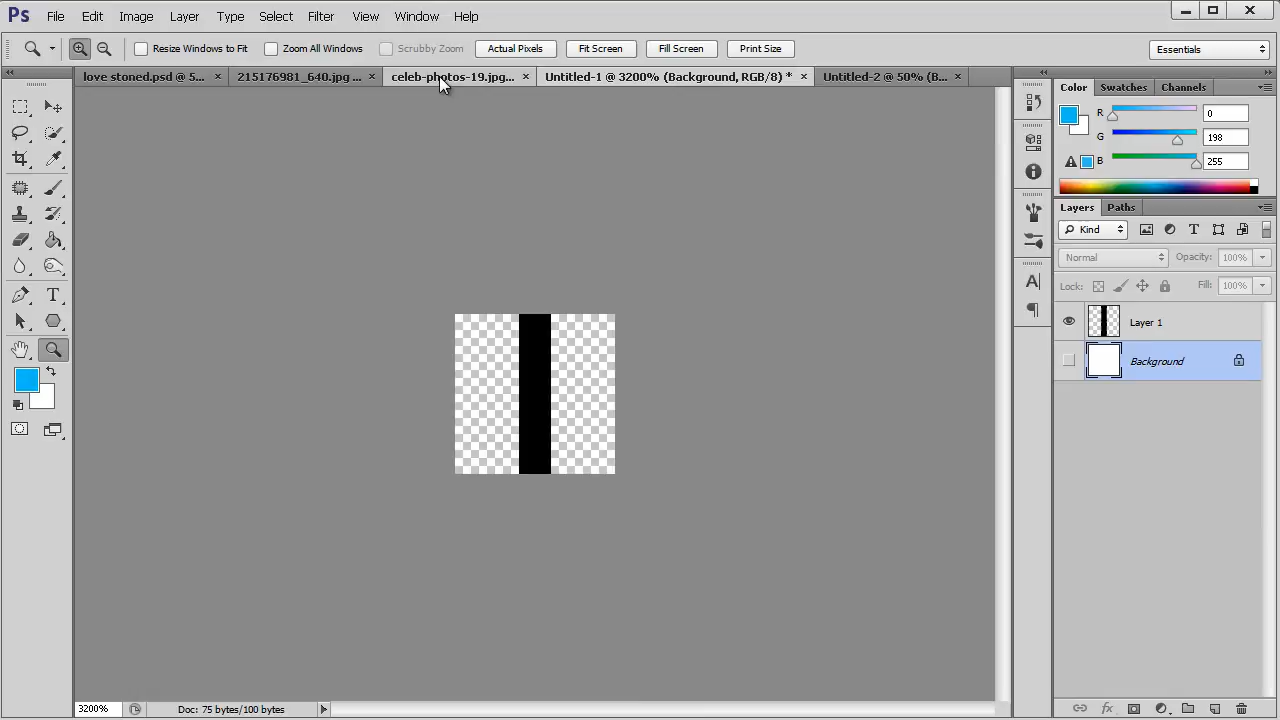 Ps File Edit Image Layer Type Select Filter View Window Help
Resize Windows to Fit Zoom All Windows Scrubby Zoom Actual Pixels Fit Screen Fill Screen Print Size Essentials
love stoned.psd @ 5... × 215176981_640.jpg ... × celeb-photos-19.jpg... × Untitled-1 @ 3200% (Background, RGB/8) * × Untitled-2 @ 50% (B... ×
Color Swatches Channels
R 0
G 198
B 255
Layers Paths
Kind
Normal Opacity: 100%
Lock: Fill: 100%
Layer 1
Background
3200% Doc: 75 bytes/100 bytes